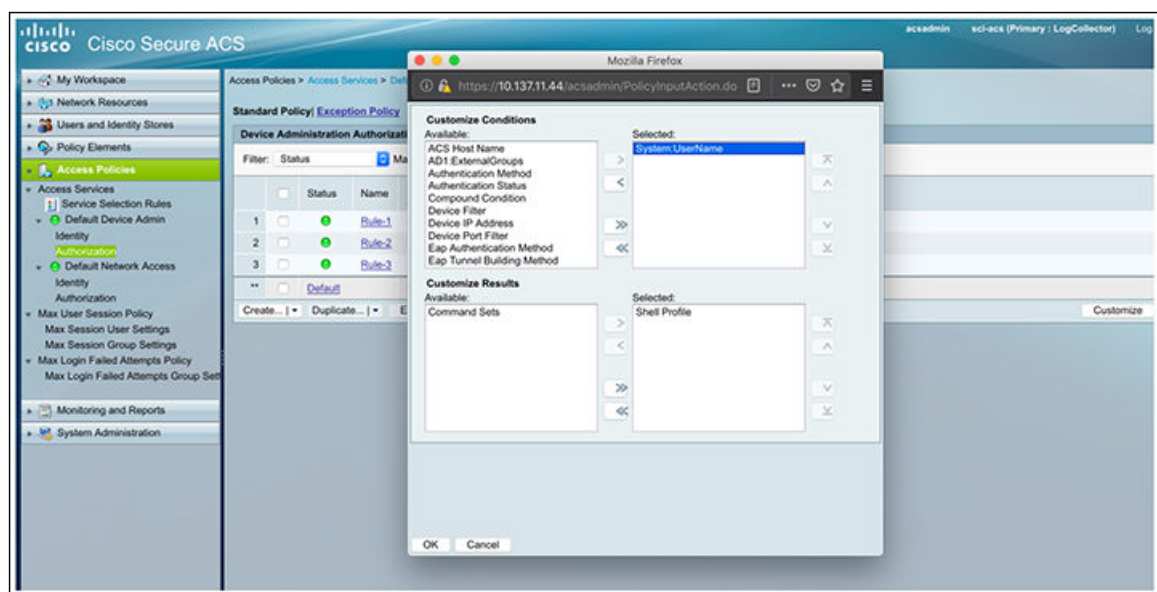 cisco Cisco Secure ACS
acsadmin sci-acs (Primary : LogCollector) Log
My Workspace
Network Resources
Users and Identity Stores
Policy Elements
Access Policies
Access Services
Service Selection Rules
Default Device Admin
Identity
Authorization
Default Network Access
Identity
Authorization
Max User Session Policy
Max Session User Settings
Max Session Group Settings
Max Login Failed Attempts Policy
Max Login Failed Attempts Group Sett
Monitoring and Reports
System Administration
Access Policies > Access Services > Def
Standard Policy| Exception Policy
Device Administration Authorizati
Filter: Status Ma
Status Name
1 Rule-1
2 Rule-2
3 Rule-3
** Default
Create... | Duplicate... | E
Customize
Mozilla Firefox
https://10.137.11.44/acsadmin/PolicyInputAction.do
Customize Conditions
Available: Selected:
ACS Host Name
AD1:ExternalGroups
Authentication Method
Authentication Status
Compound Condition
Device Filter
Device IP Address
Device Port Filter
Eap Authentication Method
Eap Tunnel Building Method
System:UserName
Customize Results
Available: Selected:
Command Sets
Shell Profile
OK Cancel